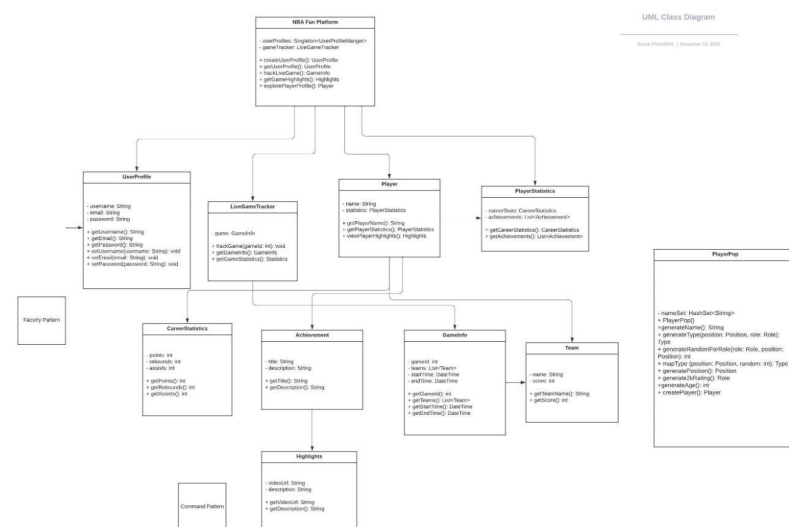 UML Class Diagram
December 15, 2023
NBA Fan Platform
- userProfiles: Singleton<UserProfileManger>
- gameTracker: LiveGameTracker
+ createUserProfile(): UserProfile
+ getUserProfile(): UserProfile
+ trackLiveGame(): GameInfo
+ getGameHighlights(): Highlights
+ explorePlayerProfile(): Player
UserProfile
- username: String
- email: String
- password: String
+ getUsername(): String
+ getEmail(): String
+ getPassword(): String
+ setUsername(username: String): void
+ setEmail(email: String): void
+ setPassword(password: String): void
LiveGameTracker
- game: GameInfo
+ trackGame(gameId: int): void
+ getGameInfo(): GameInfo
+ getGameStatistics(): Statistics
Player
- name: String
- statistics: PlayerStatistics
+ getPlayerName(): String
+ getPlayerStatistics(): PlayerStatistics
+ viewPlayerHighlights(): Highlights
PlayerStatistics
- careerStats: CareerStatistics
- achievements: List<Achievement>
+ getCareerStatistics(): CareerStatistics
+ getAchievements(): List<Achievement>
PlayerPop
- nameSet: HashSet<String>
+ PlayerPop()
+generateName(): String
+ generateType(position: Position, role: Role):
Type
+ generateRandomForRole(role: Role, position:
Position): int
+ mapType (position: Position, random: int): Type
+ generatePosition(): Position
+ generate2kRating(): Role
+generateAge(): int
+ createPlayer(): Player
Pattern
CareerStatistics
- points: int
- rebounds: int
- assists: int
+ getPoints(): int
+ getRebounds(): int
+ getAssists(): int
Achievement
- title: String
- description: String
+ getTitle(): String
+ getDescription(): String
GameInfo
- gameId: int
- teams: List<Team>
- startTime: DateTime
- endTime: DateTime
+ getGameId(): int
+ getTeams(): List<Team>
+ getStartTime(): DateTime
+ getEndTime(): DateTime
Team
- name: String
- score: int
+ getTeamName(): String
+ getScore(): int
Highlights
- videoUrl: String
- description: String
+ getVideoUrl: String
+ getDescription(): String
Command Pattern